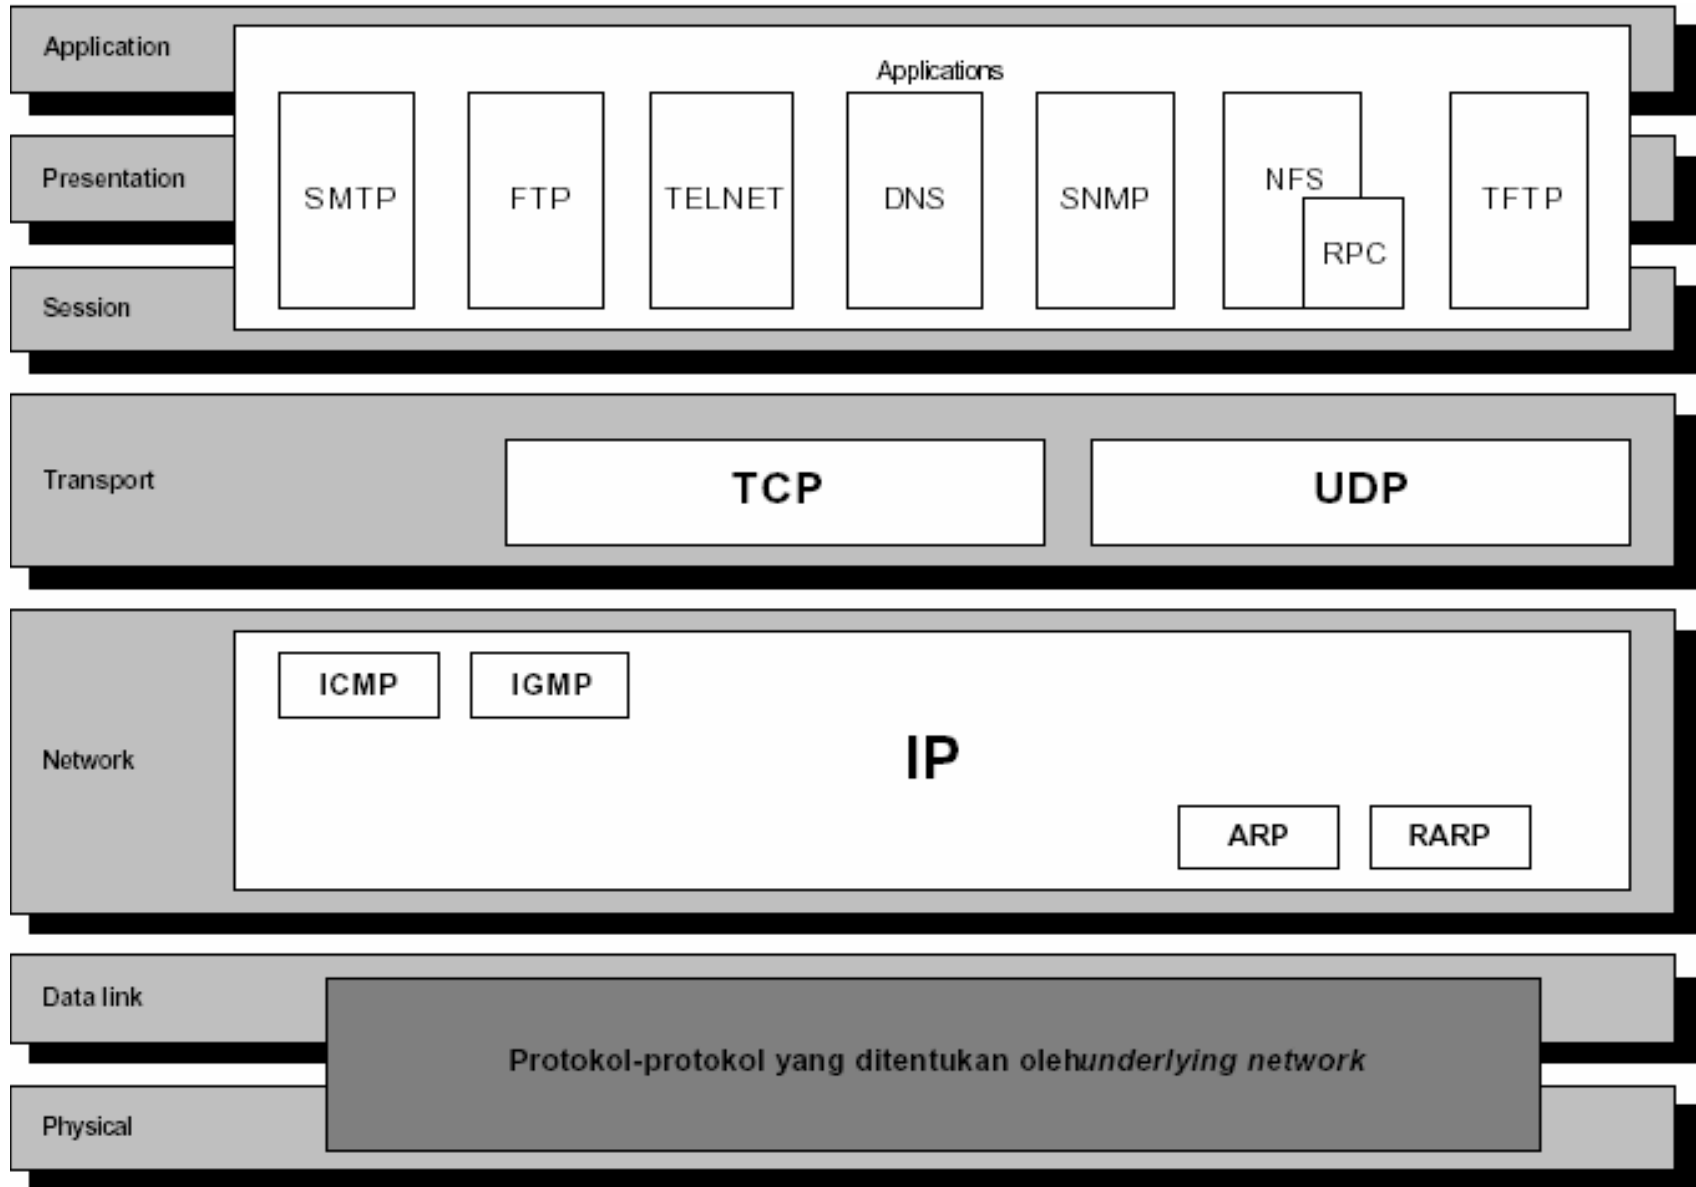 Application
Applications
Presentation
SMTP
FTP
TELNET
DNS
SNMP
NFS
RPC
TFTP
Session
Transport
TCP
UDP
Network
ICMP
IGMP
IP
ARP
RARP
Data link
Protokol-protokol yang ditentukan olehunderlying network
Physical